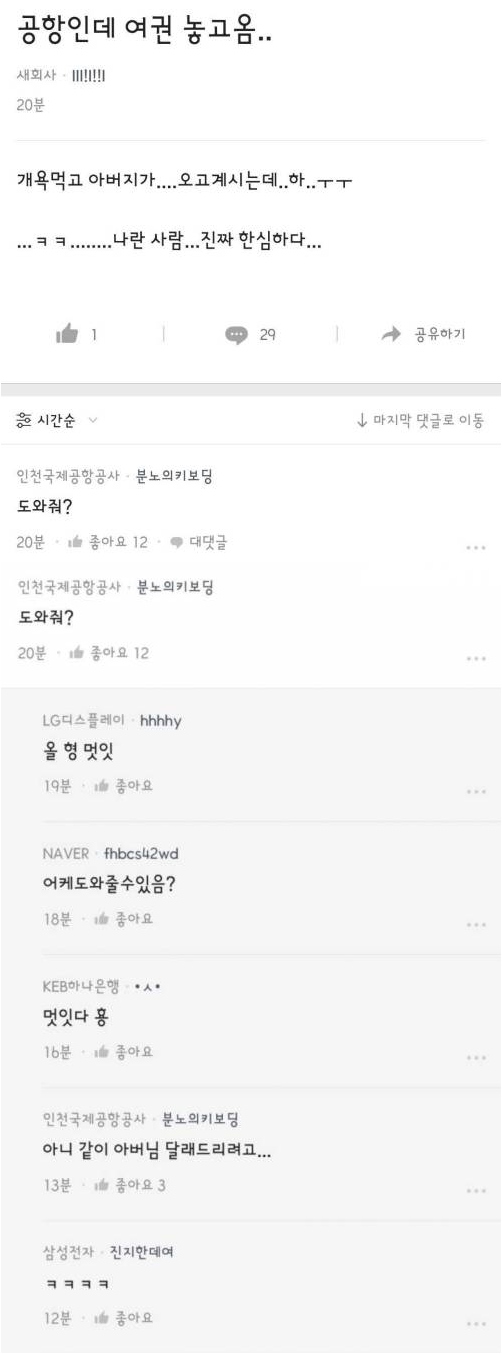 공항인데 여권 놓고옴..
새회사 · lll!l!!l
20분
개욕먹고 아버지가....오고계시는데..하..ㅜㅜ
...ㅋㅋ........나란 사람...진짜 한심하다...
1 29 공유하기
시간순 ↓ 마지막 댓글로 이동
인천국제공항공사 · 분노의키보딩
도와줘?
20분 · 좋아요 12 · 대댓글
인천국제공항공사 · 분노의키보딩
도와줘?
20분 · 좋아요 12
LG디스플레이 · hhhhy
올 형 멋잇
19분 · 좋아요
NAVER · fhbcs42wd
어케도와줄수있음?
18분 · 좋아요
KEB하나은행 · •ㅅ•
멋잇다 횽
16분 · 좋아요
인천국제공항공사 · 분노의키보딩
아니 같이 아버님 달래드리려고...
13분 · 좋아요 3
삼성전자 · 진지한데여
ㅋㅋㅋㅋ
12분 · 좋아요